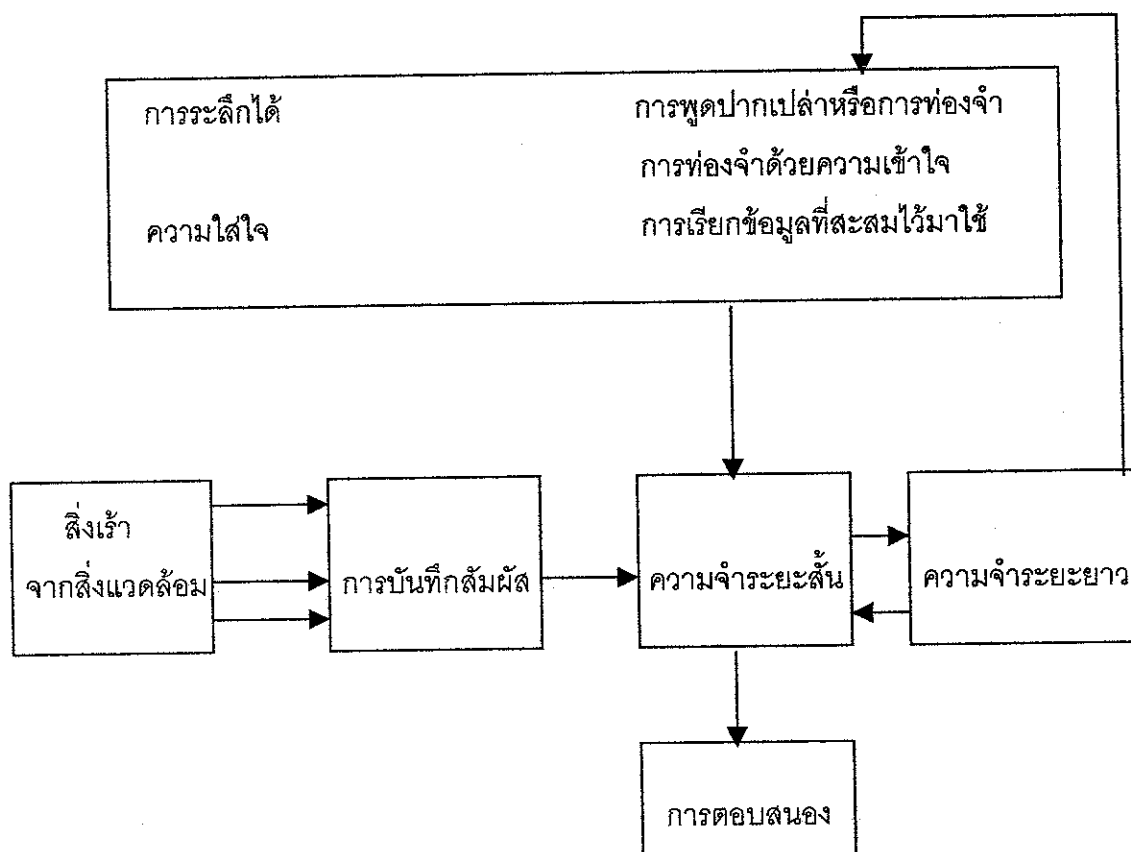 การระลึกได้
การพูดปากเปล่าหรือการท่องจำ
การท่องจำด้วยความเข้าใจ
ความใส่ใจ
การเรียกข้อมูลที่สะสมไว้มาใช้
สิ่งเร้า
จากสิ่งแวดล้อม
การบันทึกสัมผัส
ความจำระยะสั้น
ความจำระยะยาว
การตอบสนอง